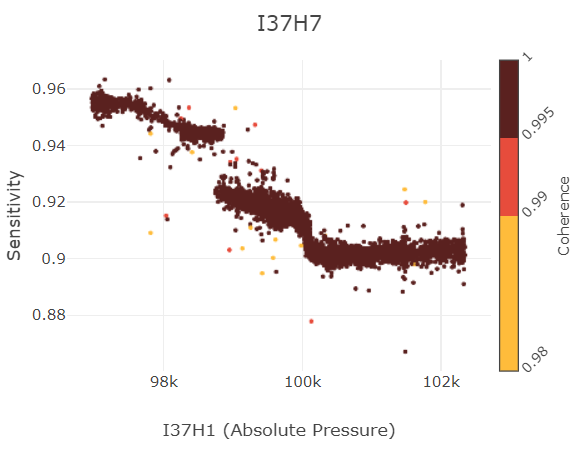 I37H7
0.96
0.94
0.92
0.9
0.88
Sensitivity
98k
100k
102k
I37H1 (Absolute Pressure)
1
0.995
0.99
0.98
Coherence